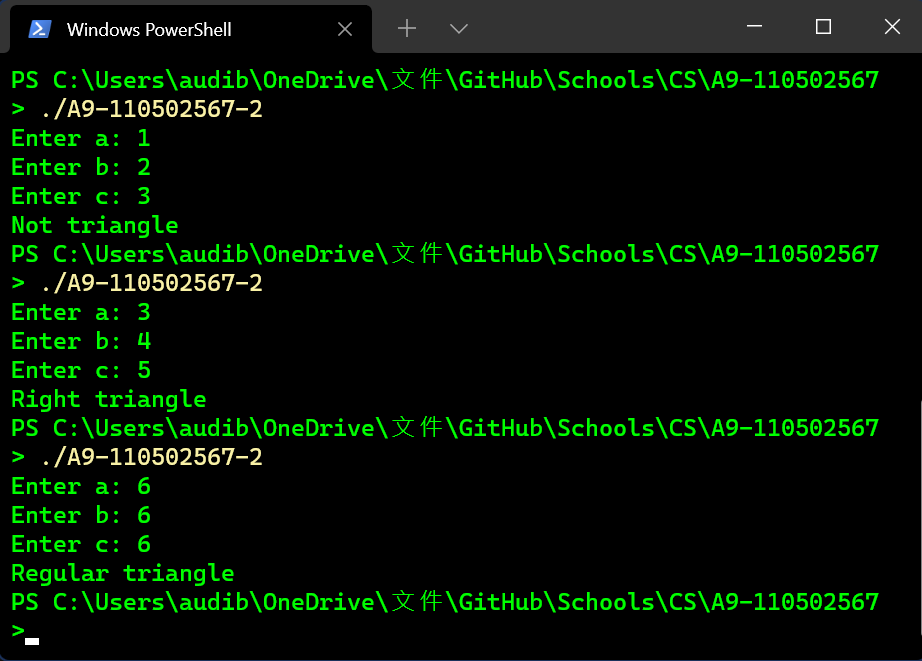 Windows PowerShell
PS C:\Users\audib\OneDrive\文件\GitHub\Schools\CS\A9-110502567
> ./A9-110502567-2
Enter a: 1
Enter b: 2
Enter c: 3
Not triangle
PS C:\Users\audib\OneDrive\文件\GitHub\Schools\CS\A9-110502567
> ./A9-110502567-2
Enter a: 3
Enter b: 4
Enter c: 5
Right triangle
PS C:\Users\audib\OneDrive\文件\GitHub\Schools\CS\A9-110502567
> ./A9-110502567-2
Enter a: 6
Enter b: 6
Enter c: 6
Regular triangle
PS C:\Users\audib\OneDrive\文件\GitHub\Schools\CS\A9-110502567
>